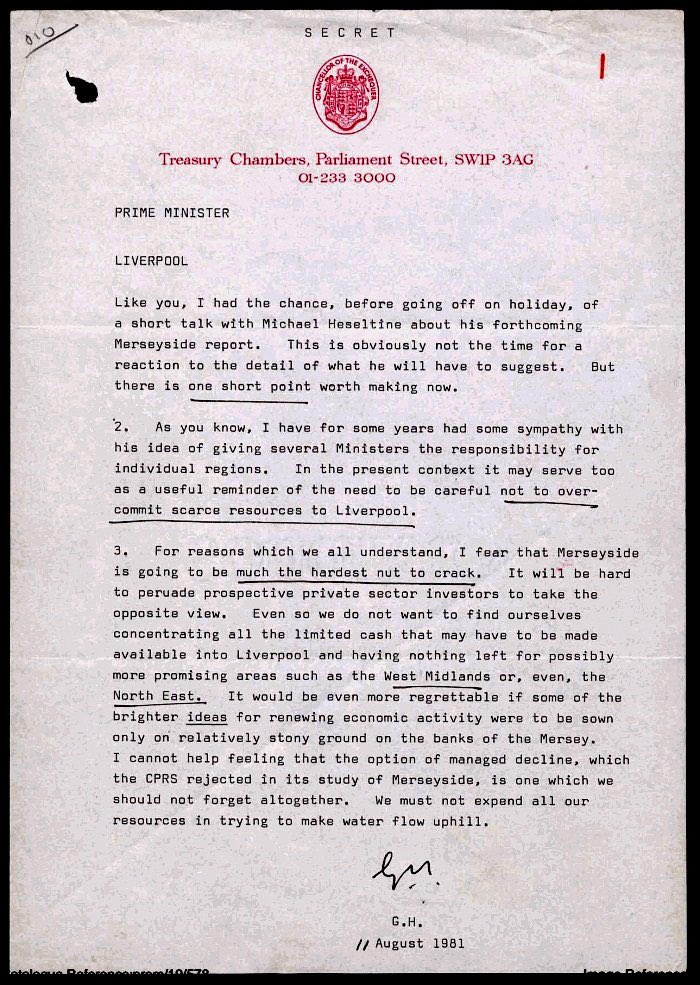 010
SECRET
CHANCELLOR OF THE EXCHEQUER
Treasury Chambers, Parliament Street, SW1P 3AG
01-233 3000
PRIME MINISTER
LIVERPOOL
Like you, I had the chance, before going off on holiday, of
a short talk with Michael Heseltine about his forthcoming
Merseyside report. This is obviously not the time for a
reaction to the detail of what he will have to suggest. But
there is one short point worth making now.
2. As you know, I have for some years had some sympathy with
his idea of giving several Ministers the responsibility for
individual regions. In the present context it may serve too
as a useful reminder of the need to be careful not to over-
commit scarce resources to Liverpool.
3. For reasons which we all understand, I fear that Merseyside
is going to be much the hardest nut to crack. It will be hard
to peruade prospective private sector investors to take the
opposite view. Even so we do not want to find ourselves
concentrating all the limited cash that may have to be made
available into Liverpool and having nothing left for possibly
more promising areas such as the West Midlands or, even, the
North East. It would be even more regrettable if some of the
brighter ideas for renewing economic activity were to be sown
only on relatively stony ground on the banks of the Mersey.
I cannot help feeling that the option of managed decline, which
the CPRS rejected in its study of Merseyside, is one which we
should not forget altogether. We must not expend all our
resources in trying to make water flow uphill.
G.H.
11 August 1981